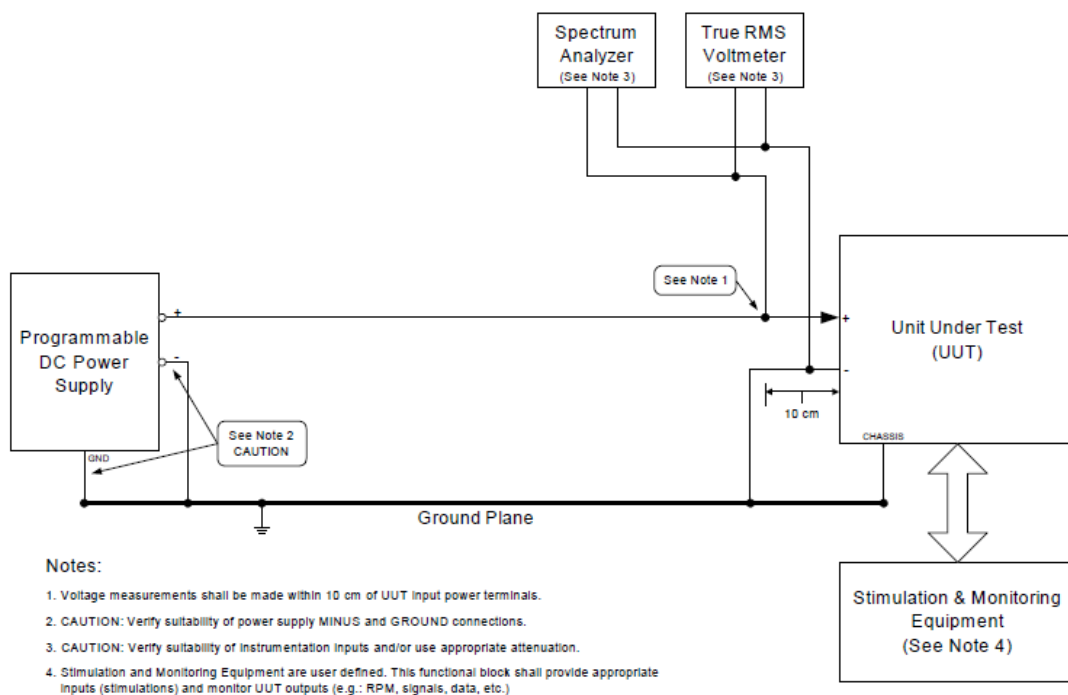 Spectrum
Analyzer
(See Note 3)
True RMS
Voltmeter
(See Note 3)
See Note 1
+
Programmable
DC Power
Supply
-
+
Unit Under Test
(UUT)
-
10 cm
See Note 2
CAUTION
GND
CHASSIS
Ground Plane
Stimulation & Monitoring
Equipment
(See Note 4)
Notes:
1. Voltage measurements shall be made within 10 cm of UUT input power terminals.
2. CAUTION: Verify suitability of power supply MINUS and GROUND connections.
3. CAUTION: Verify suitability of instrumentation inputs and/or use appropriate attenuation.
4. Stimulation and Monitoring Equipment are user defined. This functional block shall provide appropriate
inputs (stimulations) and monitor UUT outputs (e.g.: RPM, signals, data, etc.)